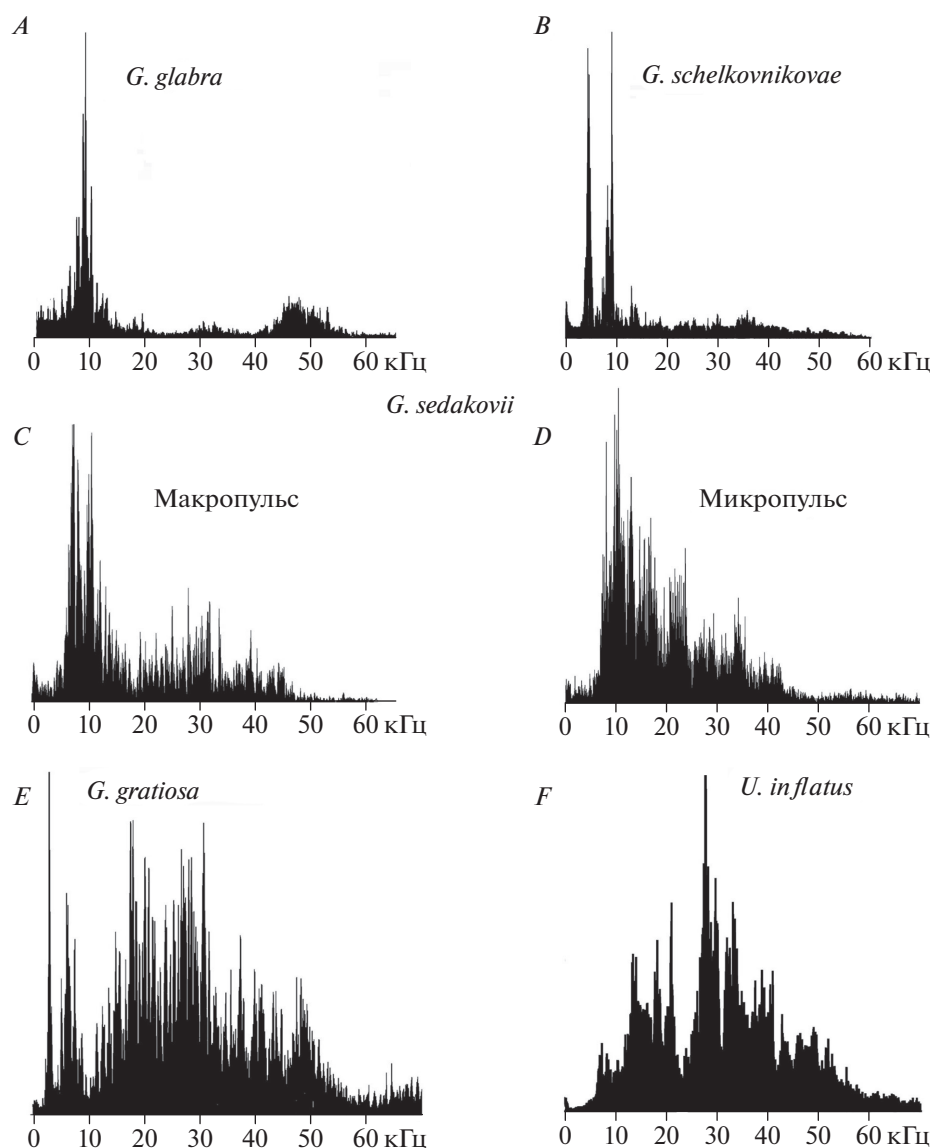 A
G. glabra
0 10 20 30 40 50 60 кГц
B
G. schelkovnikovae
0 10 20 30 40 50 60 кГц
G. sedakovii
C
Макропульс
0 10 20 30 40 50 60 кГц
D
Микропульс
0 10 20 30 40 50 60 кГц
E
G. gratiosa
0 10 20 30 40 50 60 кГц
F
U. inflatus
0 10 20 30 40 50 60 кГц